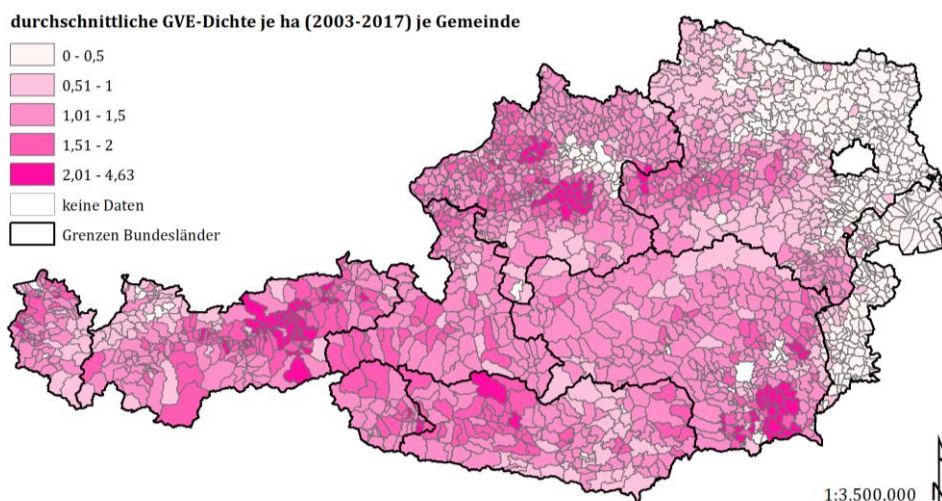 durchschnittliche GVE-Dichte je ha (2003-2017) je Gemeinde
0 - 0,5
0,51 - 1
1,01 - 1,5
1,51 - 2
2,01 - 4,63
keine Daten
Grenzen Bundesländer
1:3.500.000